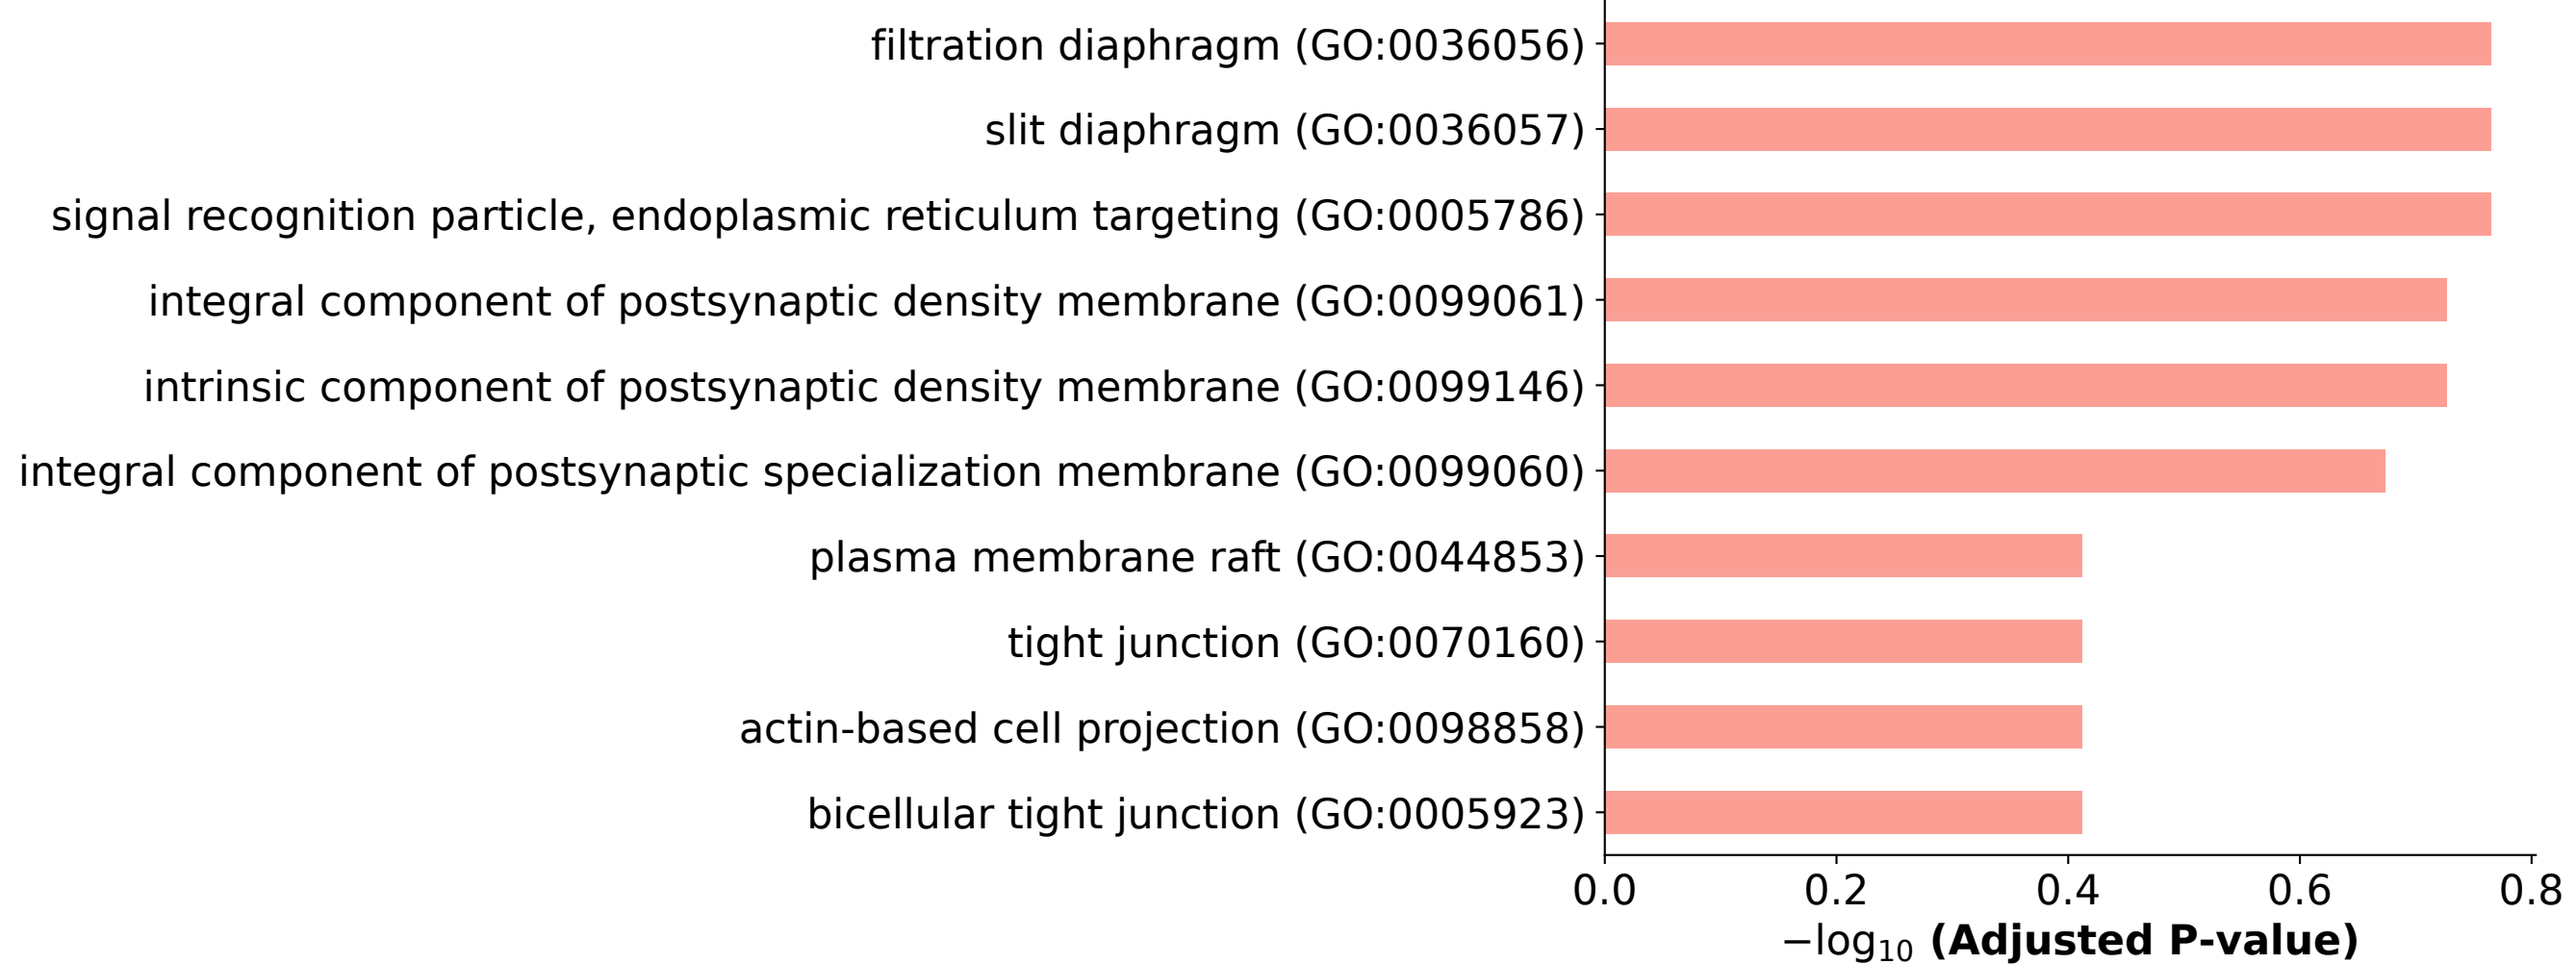 filtration diaphragm (GO:0036056)
slit diaphragm (GO:0036057)
signal recognition particle, endoplasmic reticulum targeting (GO:0005786)
integral component of postsynaptic density membrane (GO:0099061)
intrinsic component of postsynaptic density membrane (GO:0099146)
integral component of postsynaptic specialization membrane (GO:0099060)
plasma membrane raft (GO:0044853)
tight junction (GO:0070160)
actin-based cell projection (GO:0098858)
bicellular tight junction (GO:0005923)
0.0 0.2 0.4 0.6 0.8
−log₁₀ (Adjusted P-value)